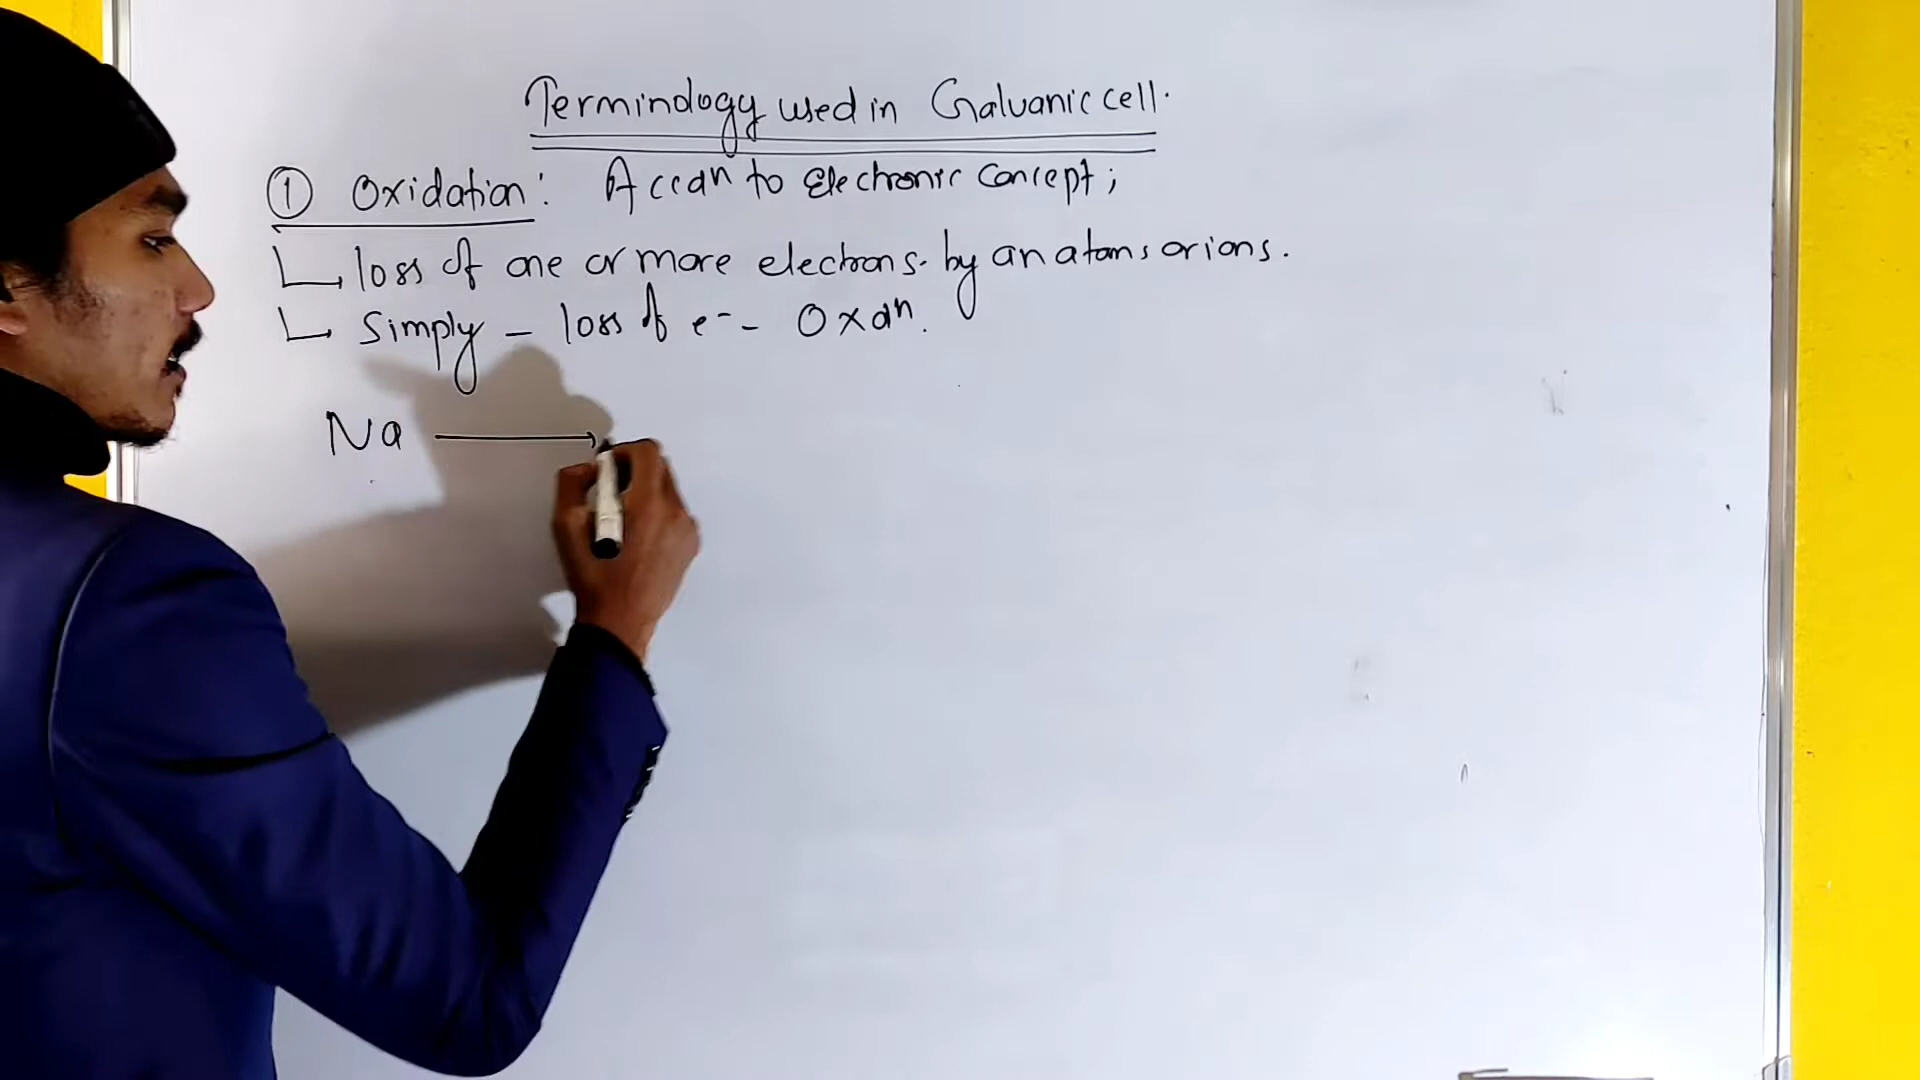 Terminology used in Galvanic cell.
① Oxidation: Accdn to Electronic concept;
loss of one or more electrons. by an atoms or ions.
Simply – loss of e⁻ - Oxdn.
Na →